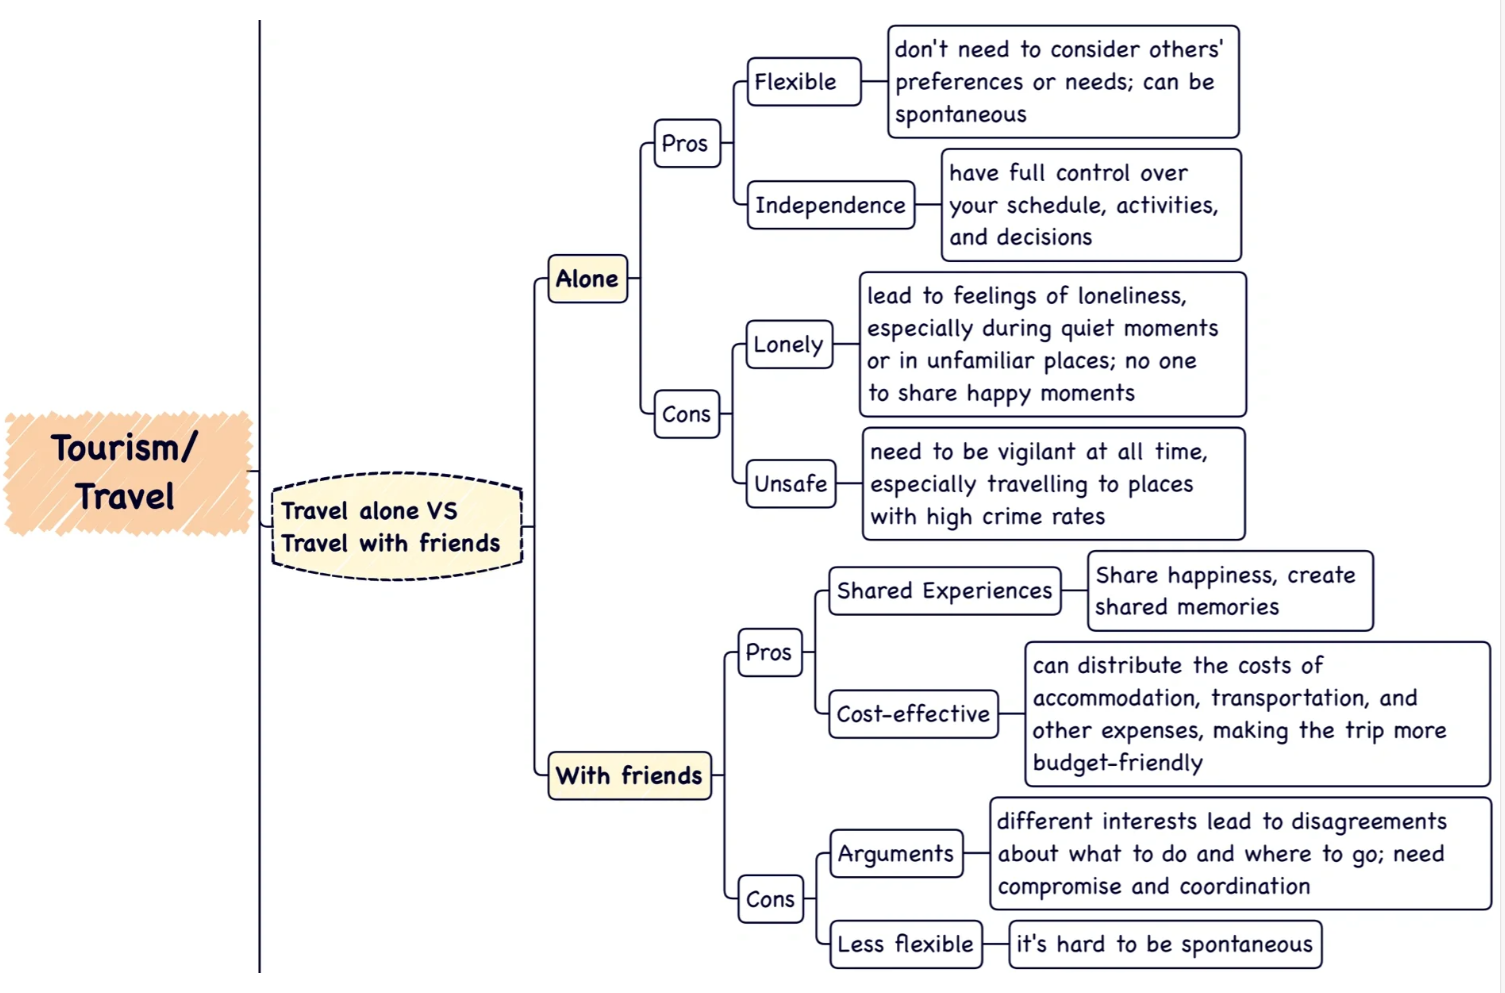 Tourism/
Travel
Travel alone VS
Travel with friends
Alone
Pros
Flexible
don't need to consider others'
preferences or needs; can be
spontaneous
Independence
have full control over
your schedule, activities,
and decisions
Cons
Lonely
lead to feelings of loneliness,
especially during quiet moments
or in unfamiliar places; no one
to share happy moments
Unsafe
need to be vigilant at all time,
especially travelling to places
with high crime rates
With friends
Pros
Shared Experiences
Share happiness, create
shared memories
Cost-effective
can distribute the costs of
accommodation, transportation, and
other expenses, making the trip more
budget-friendly
Cons
Arguments
different interests lead to disagreements
about what to do and where to go; need
compromise and coordination
Less flexible
it's hard to be spontaneous